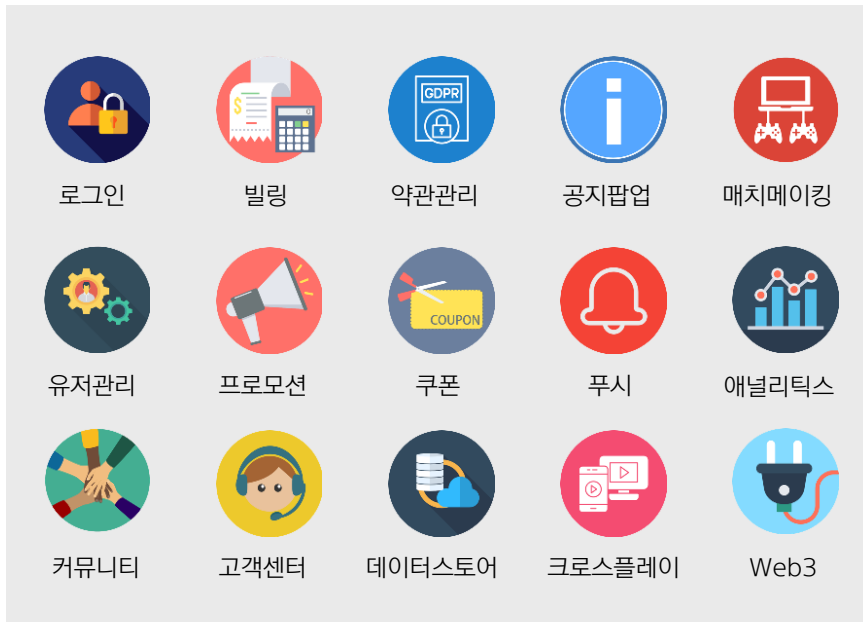 GDPR
로그인
빌링
약관관리
공지팝업
매치메이킹
COUPON
유저관리
프로모션
쿠폰
푸시
애널리틱스
커뮤니티
고객센터
데이터스토어
크로스플레이
Web3